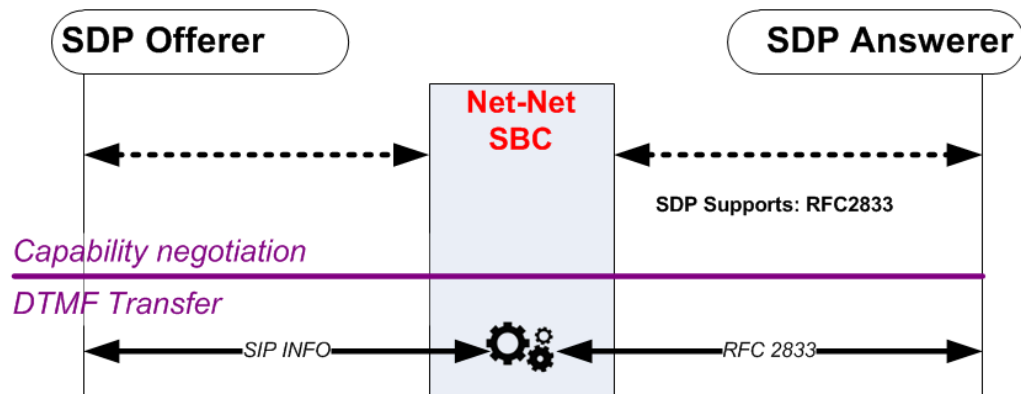 SDP Offerer
SDP Answerer
Net-Net
SBC
SDP Supports: RFC2833
Capability negotiation
DTMF Transfer
SIP INFO
RFC 2833